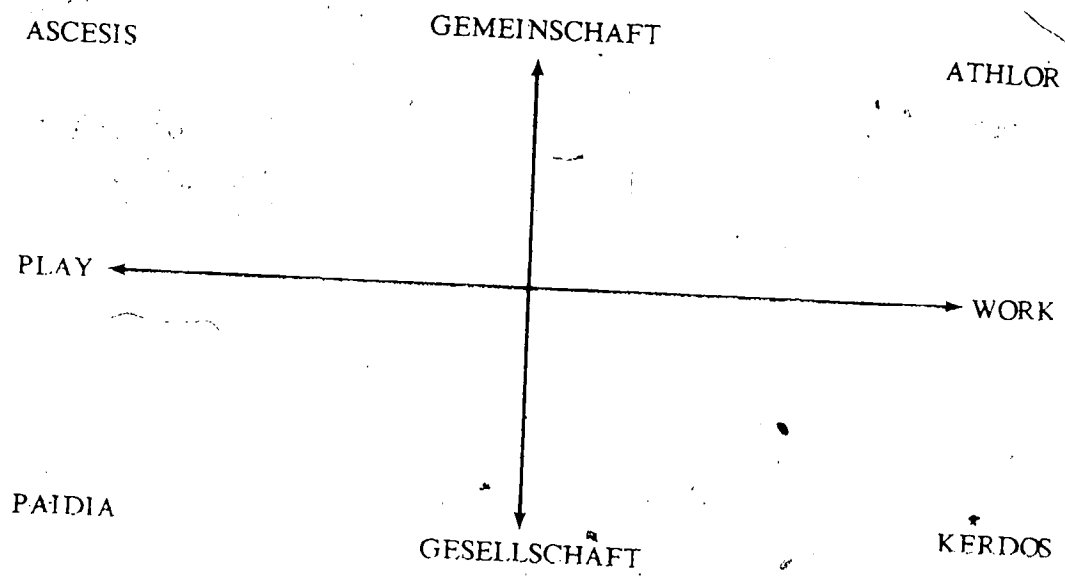 ASCESIS
GEMEINSCHAFT
ATHLOR
PLAY
WORK
PAIDIA
GESELLSCHAFT
KERDOS